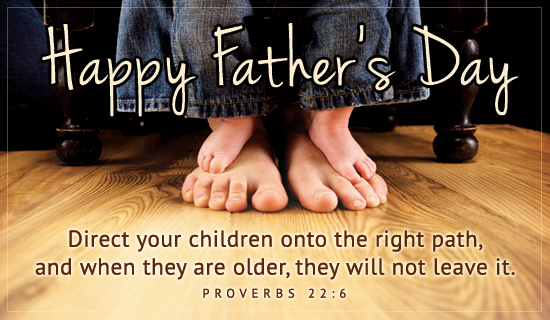 Happy Father's Day
Direct your children onto the right path,
and when they are older, they will not leave it.
PROVERBS 22:6